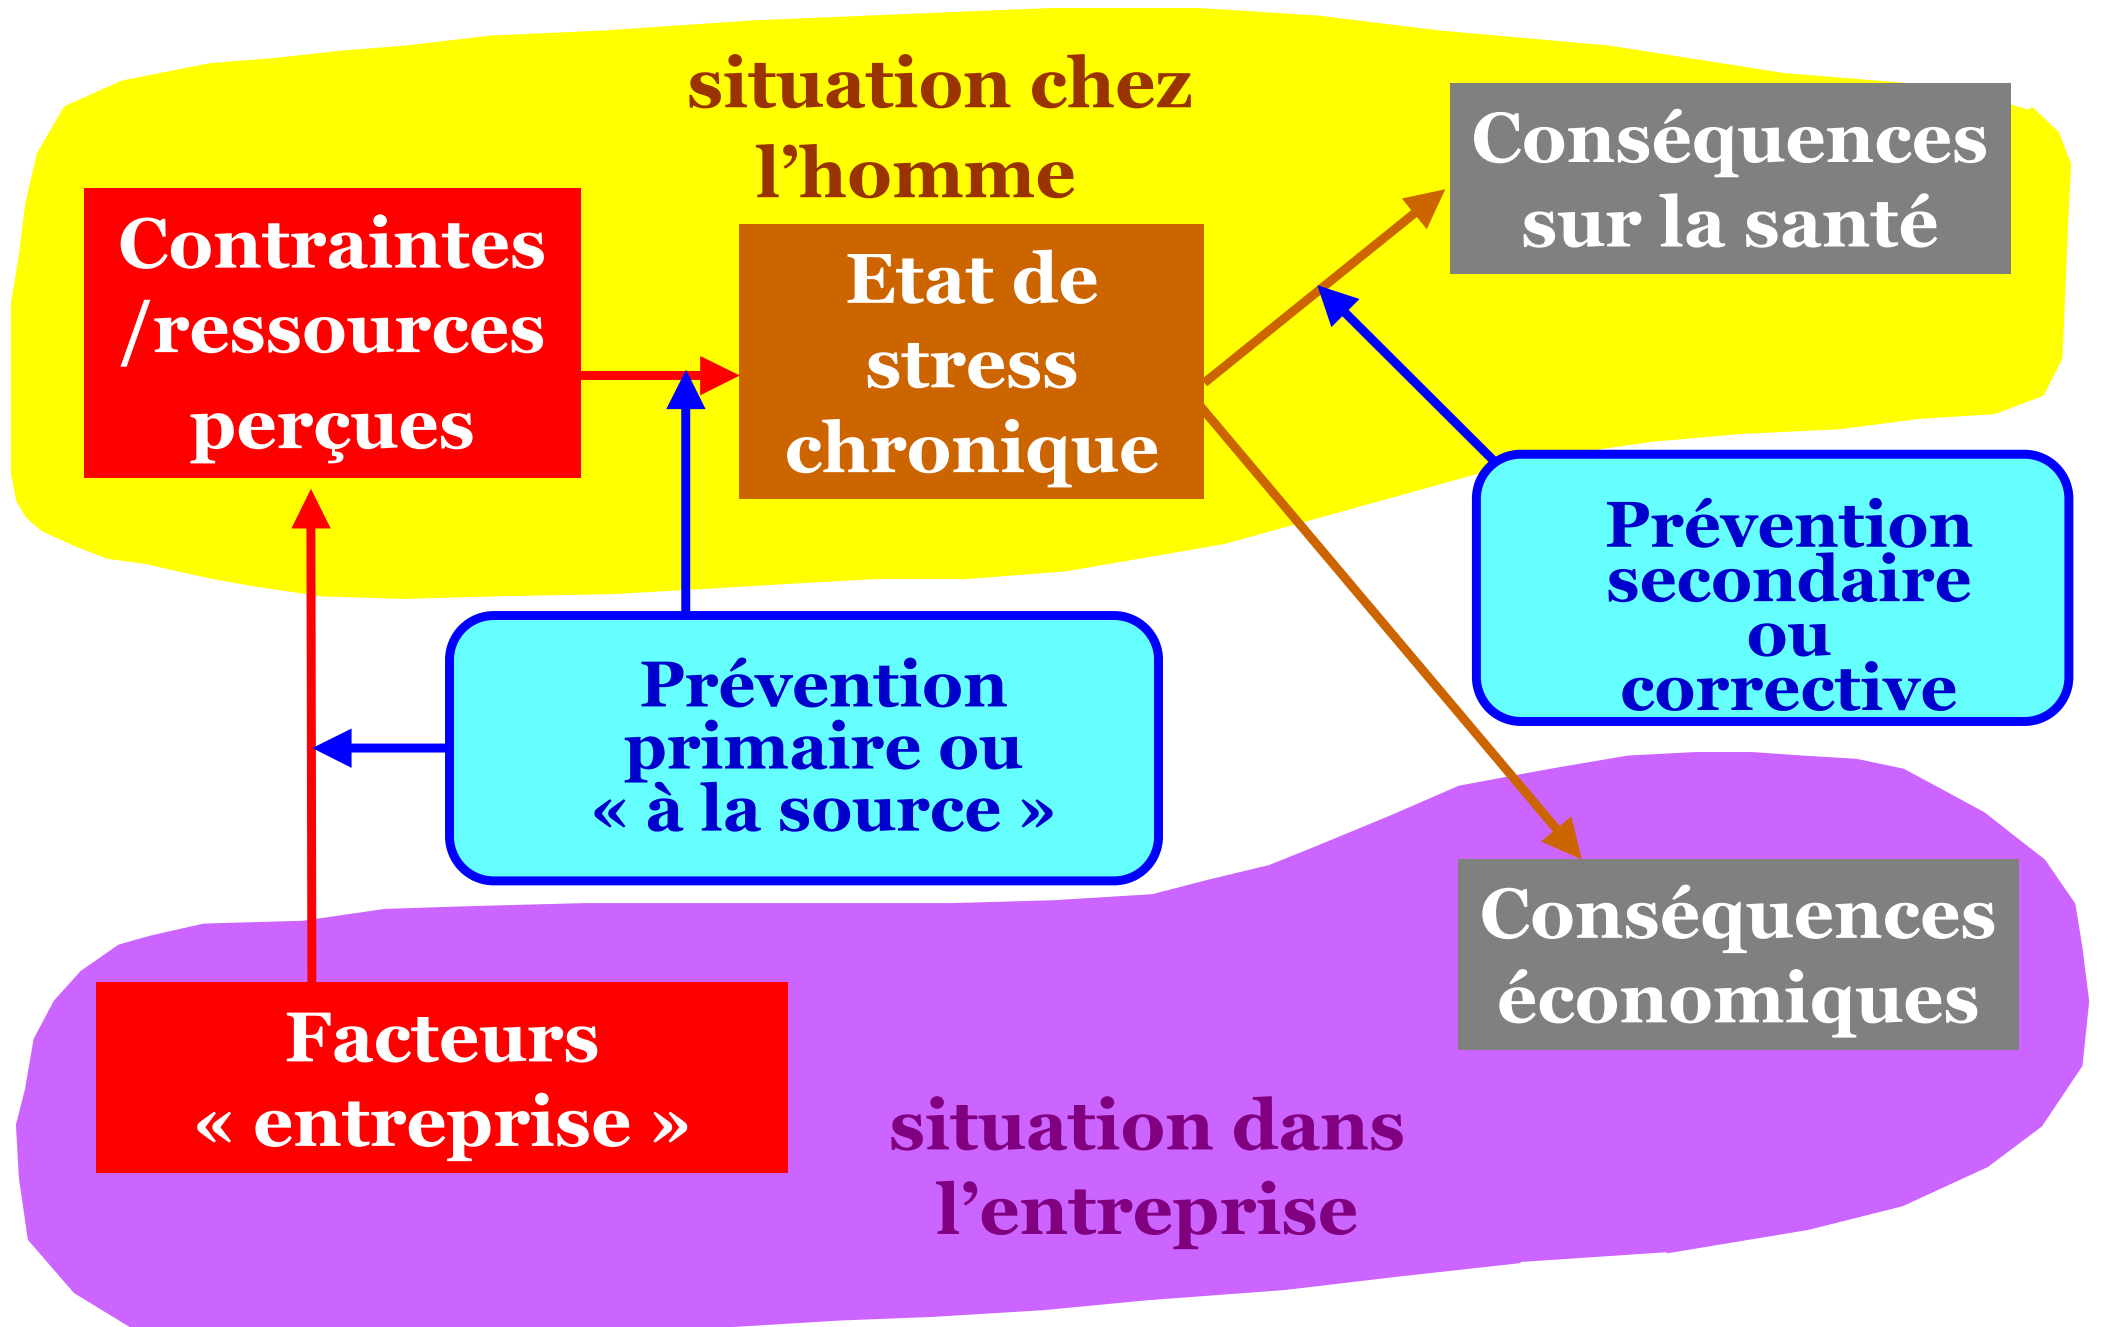 situation chez
l’homme
Conséquences
sur la santé
Contraintes
/ressources
perçues
Etat de
stress
chronique
Prévention
secondaire
ou
corrective
Prévention
primaire ou
« à la source »
Conséquences
économiques
Facteurs
« entreprise »
situation dans
l’entreprise